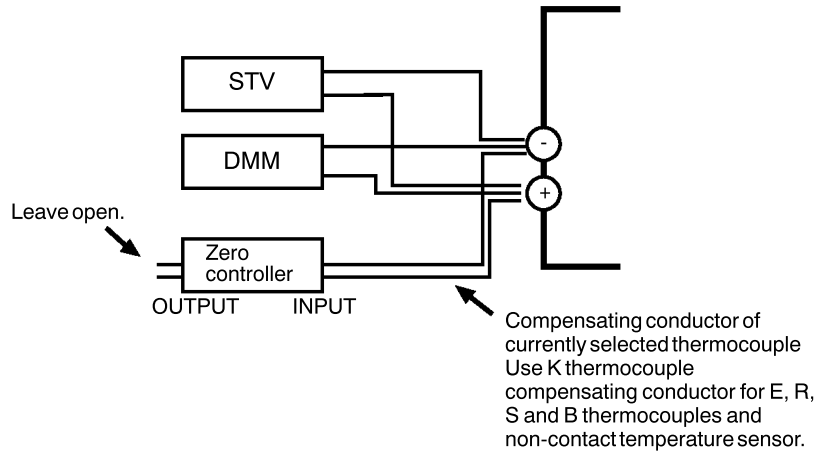 STV
-
DMM
+
Leave open.
Zero
controller
OUTPUT
INPUT
Compensating conductor of
currently selected thermocouple
Use K thermocouple
compensating conductor for E, R,
S and B thermocouples and
non-contact temperature sensor.